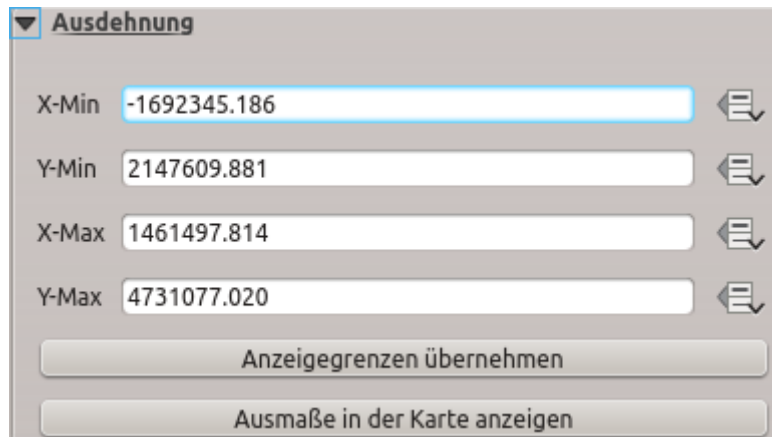 Ausdehnung
X-Min -1692345.186
Y-Min 2147609.881
X-Max 1461497.814
Y-Max 4731077.020
Anzeigegrenzen übernehmen
Ausmaße in der Karte anzeigen